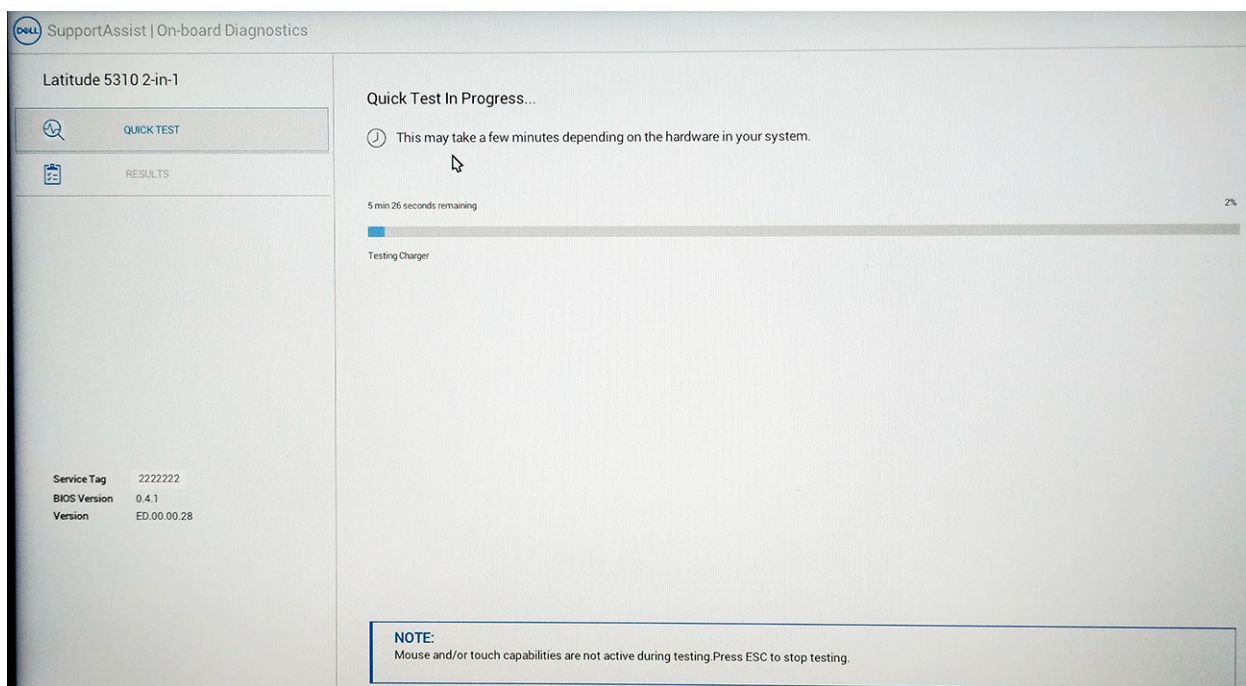 DELL SupportAssist | On-board Diagnostics
Latitude 5310 2-in-1
QUICK TEST
RESULTS
Service Tag 2222222
BIOS Version 0.4.1
Version ED.00.00.28
Quick Test In Progress...
This may take a few minutes depending on the hardware in your system.
5 min 26 seconds remaining 2%
Testing Charger
NOTE:
Mouse and/or touch capabilities are not active during testing.Press ESC to stop testing.